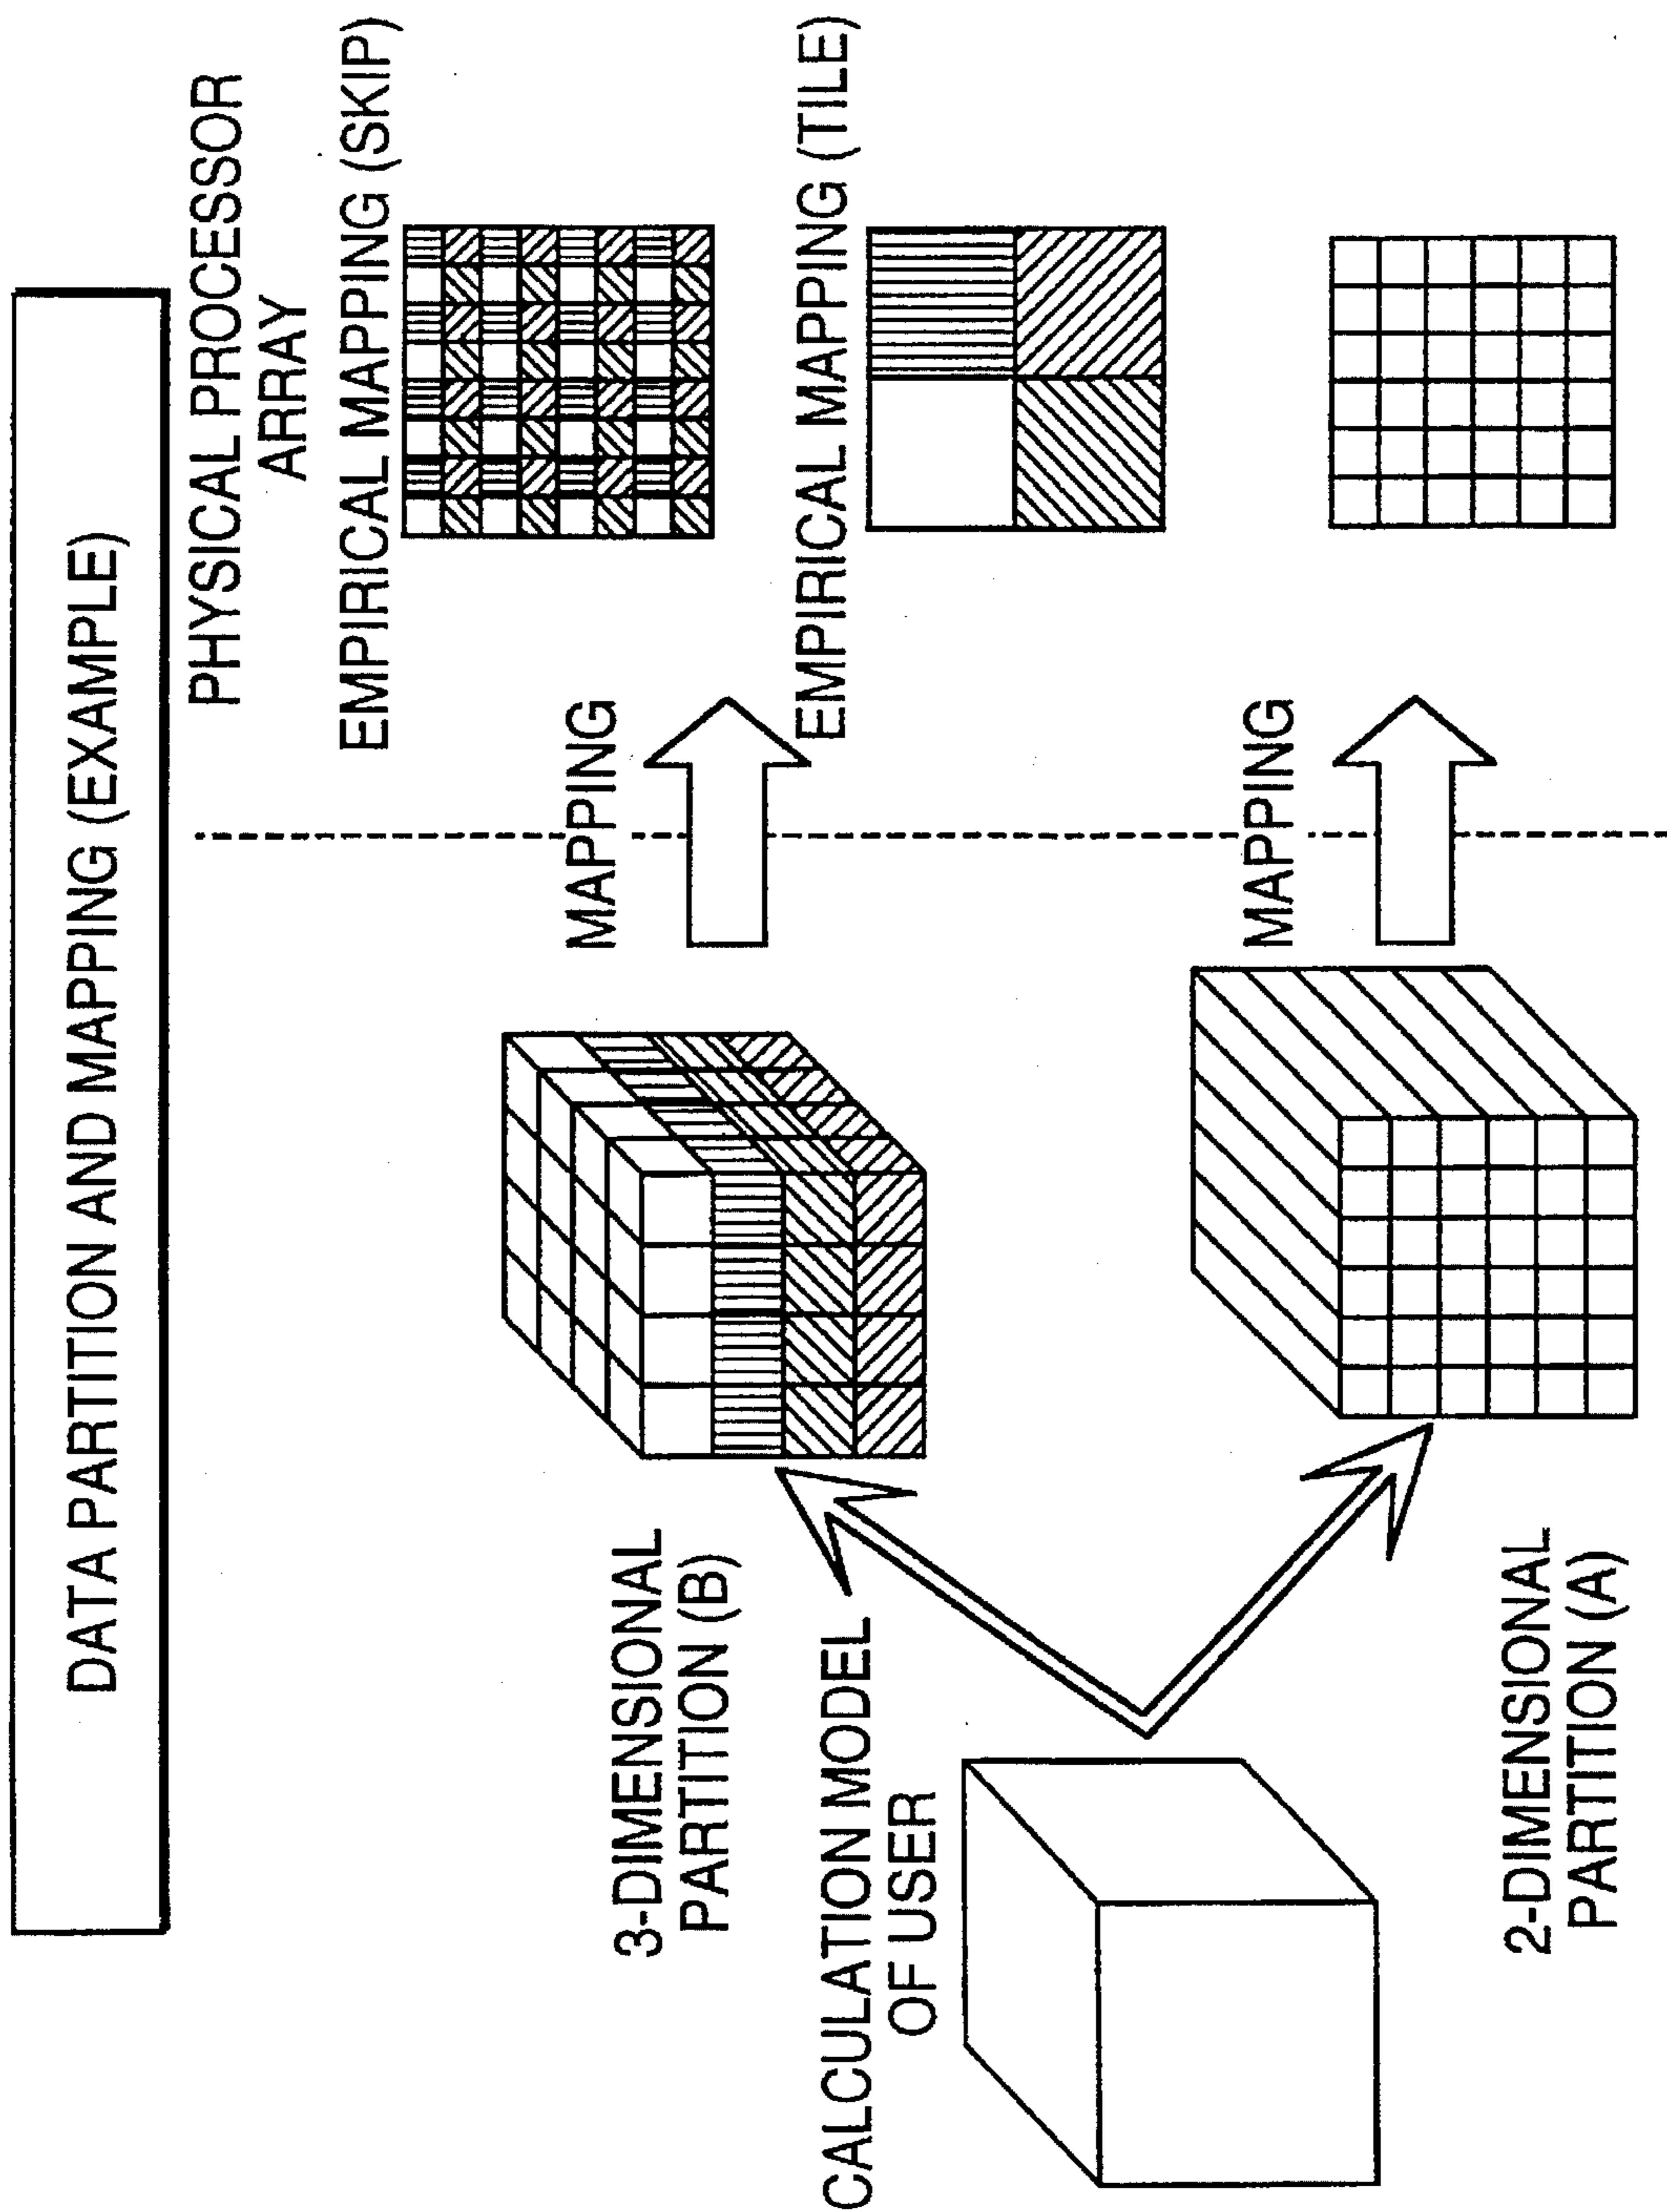 DATA PARTITION AND MAPPING (EXAMPLE)
PHYSICAL PROCESSOR
ARRAY
EMPIRICAL MAPPING (SKIP)
3-DIMENSIONAL
PARTITION (B)
MAPPING
EMPIRICAL MAPPING (TILE)
CALCULATION MODEL
OF USER
MAPPING
2-DIMENSIONAL
PARTITION (A)